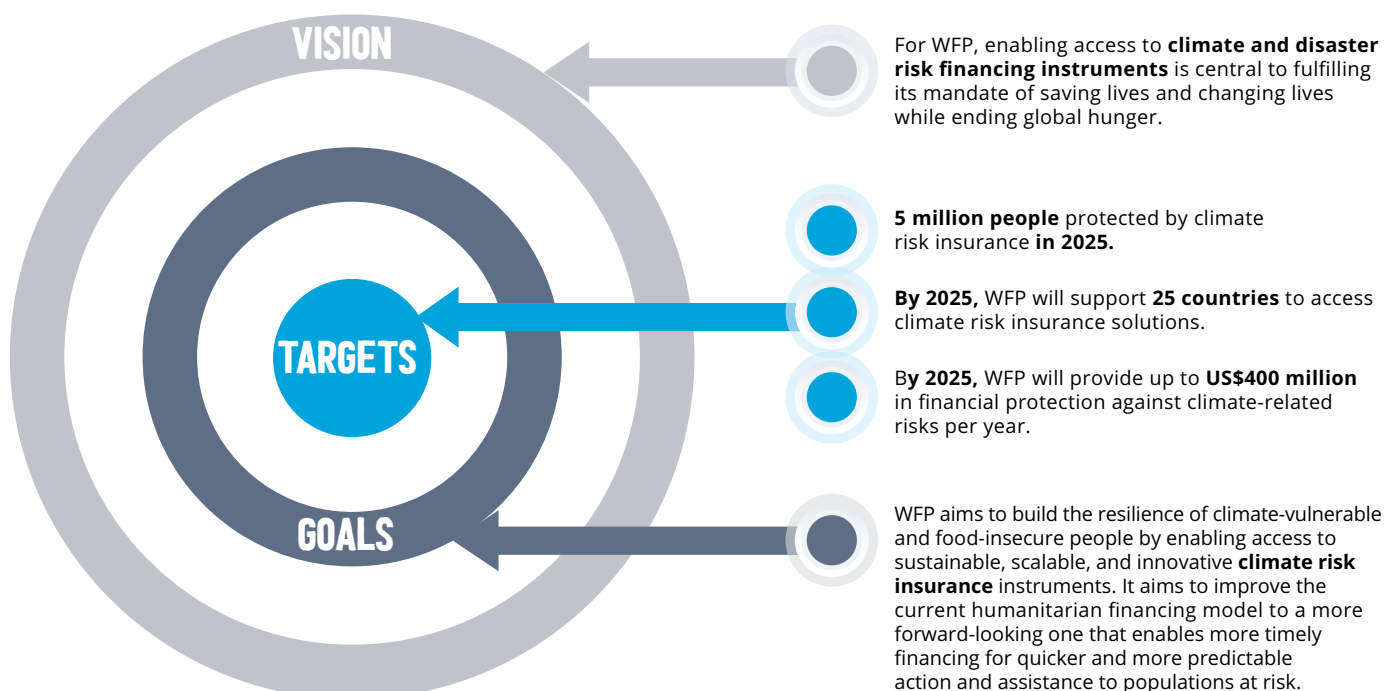 VISION
For WFP, enabling access to climate and disaster
risk financing instruments is central to fulfilling
its mandate of saving lives and changing lives
while ending global hunger.
5 million people protected by climate
risk insurance in 2025.
By 2025, WFP will support 25 countries to access
climate risk insurance solutions.
TARGETS
By 2025, WFP will provide up to US$400 million
in financial protection against climate-related
risks per year.
GOALS
WFP aims to build the resilience of climate-vulnerable
and food-insecure people by enabling access to
sustainable, scalable, and innovative climate risk
insurance instruments. It aims to improve the
current humanitarian financing model to a more
forward-looking one that enables more timely
financing for quicker and more predictable
action and assistance to populations at risk.